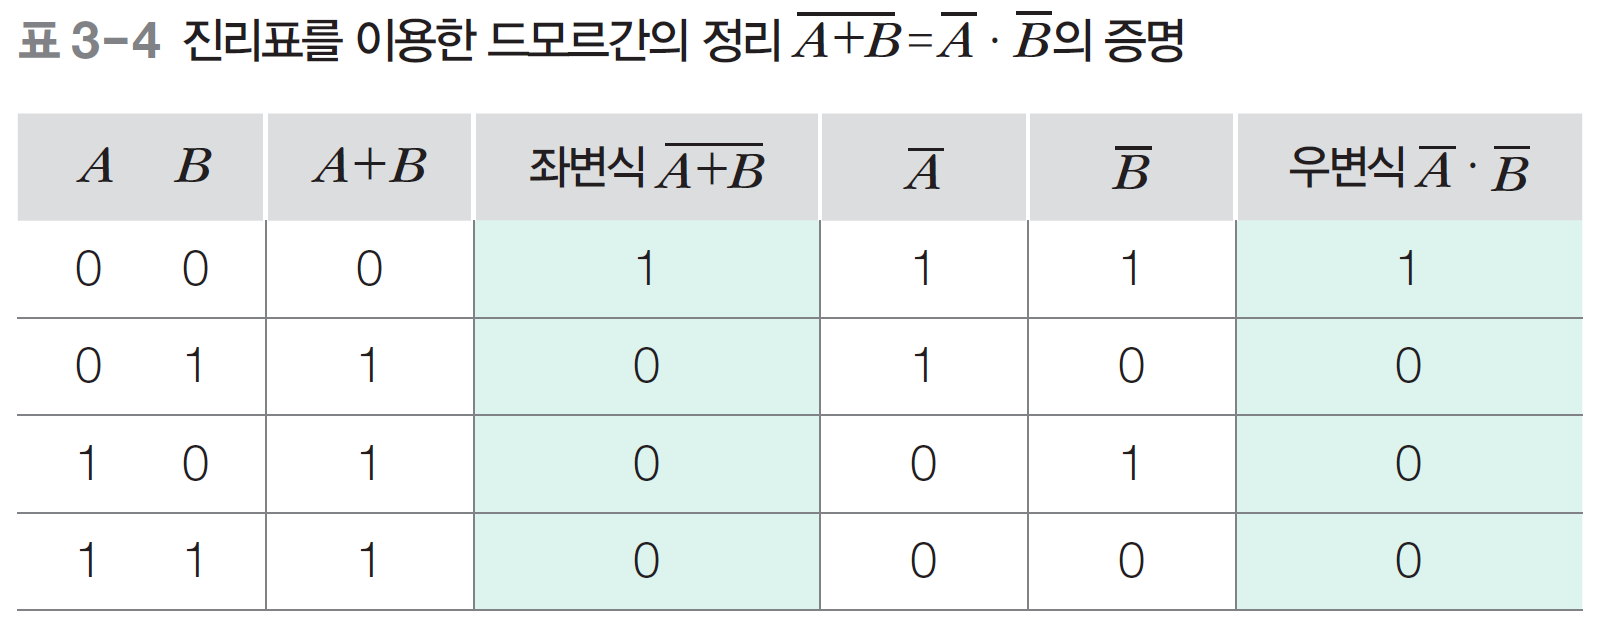 표 3-4 진리표를 이용한 드모르간의 정리 A̅+̅B̅=A̅ · B̅의 증명
A B A+B 좌변식 A̅+̅B̅ A̅ B̅ 우변식 A̅ · B̅
0 0 0 1 1 1 1
0 1 1 0 1 0 0
1 0 1 0 0 1 0
1 1 1 0 0 0 0